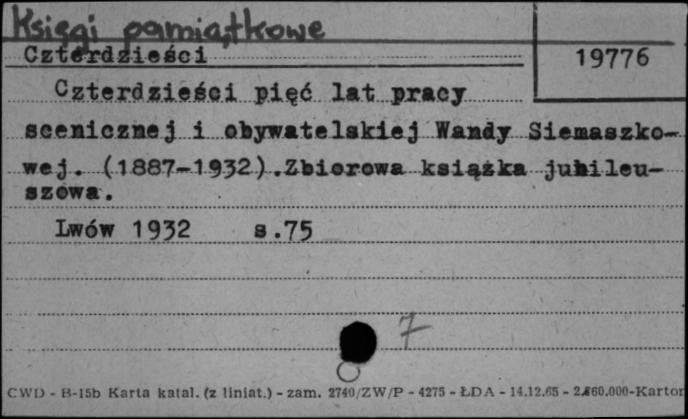 Księgi pamiątkowe
Czterdzieści
19776
Czterdzieści pięć lat pracy
scenicznej i obywatelskiej Wandy Siemaszko-
wej. (1887-1932).Zbiorowa książka jubileu-
szowa.
Lwów 1932 s.75
7
CWD - B-15b Karta katal. (z liniat.) - zam. 2740/ZW/P - 4275 - ŁDA - 14.12.65 - 2.860.000-Karton